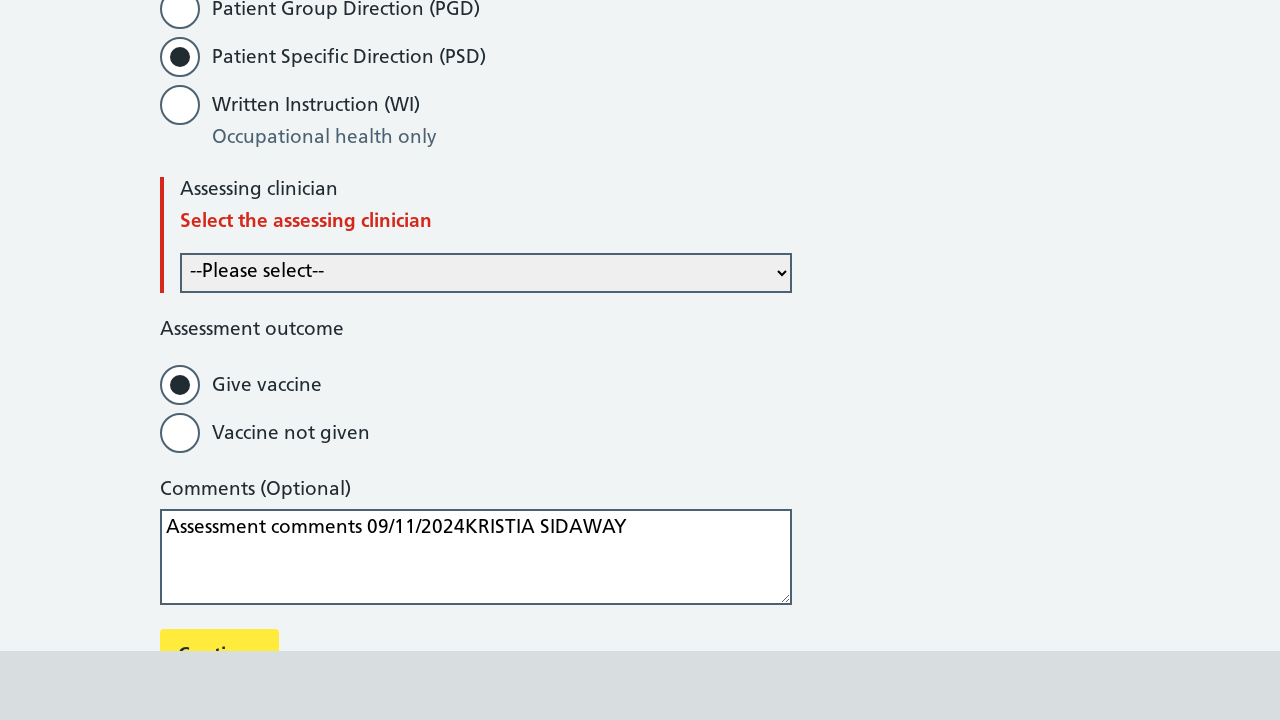 Patient Group Direction (PGD)
Patient Specific Direction (PSD)
Written Instruction (WI)
Occupational health only
Assessing clinician
Select the assessing clinician
--Please select--
Assessment outcome
Give vaccine
Vaccine not given
Comments (Optional)
Assessment comments 09/11/2024KRISTIA SIDAWAY